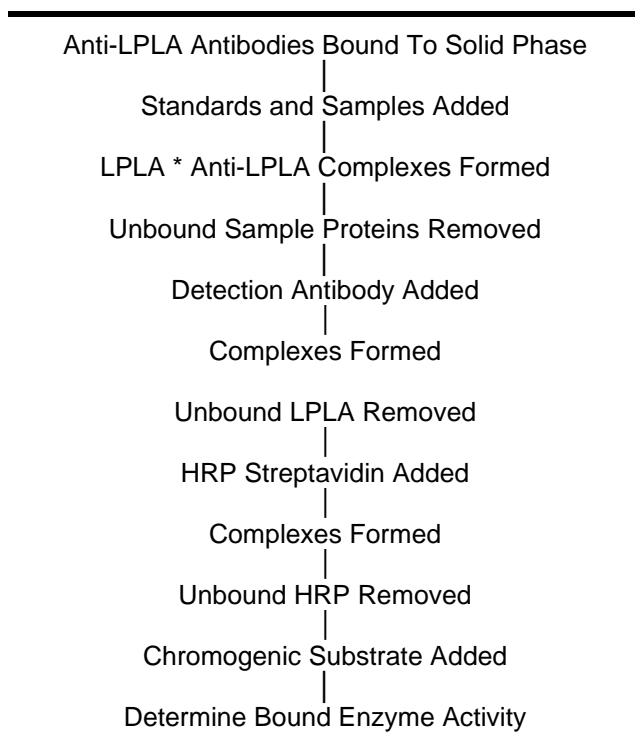 Anti-LPLA Antibodies Bound To Solid Phase
Standards and Samples Added
LPLA * Anti-LPLA Complexes Formed
Unbound Sample Proteins Removed
Detection Antibody Added
Complexes Formed
Unbound LPLA Removed
HRP Streptavidin Added
Complexes Formed
Unbound HRP Removed
Chromogenic Substrate Added
Determine Bound Enzyme Activity